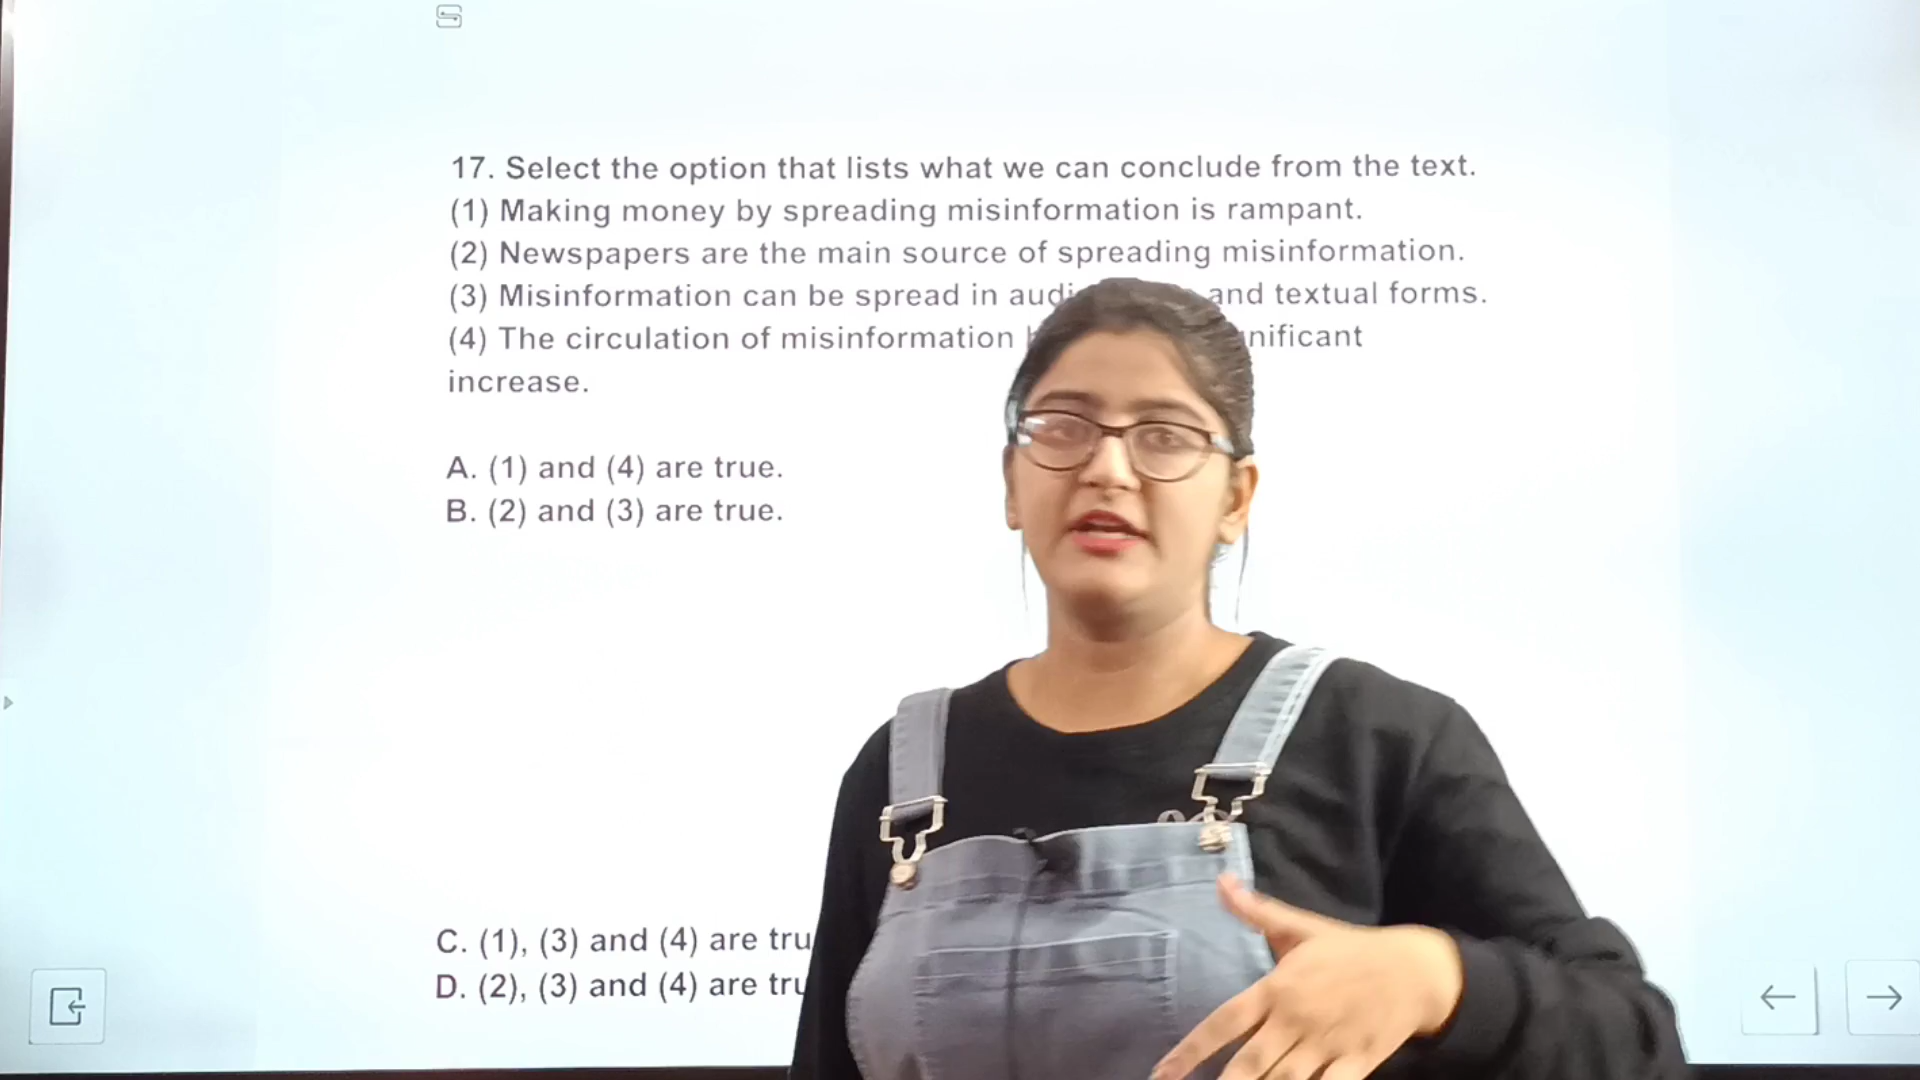 17. Select the option that lists what we can conclude from the text.
(1) Making money by spreading misinformation is rampant.
(2) Newspapers are the main source of spreading misinformation.
(3) Misinformation can be spread in and textual forms.
(4) The circulation of misinformation
increase.
A. (1) and (4) are true.
B. (2) and (3) are true.
C. (1), (3) and (4) are
D. (2), (3) and (4) are